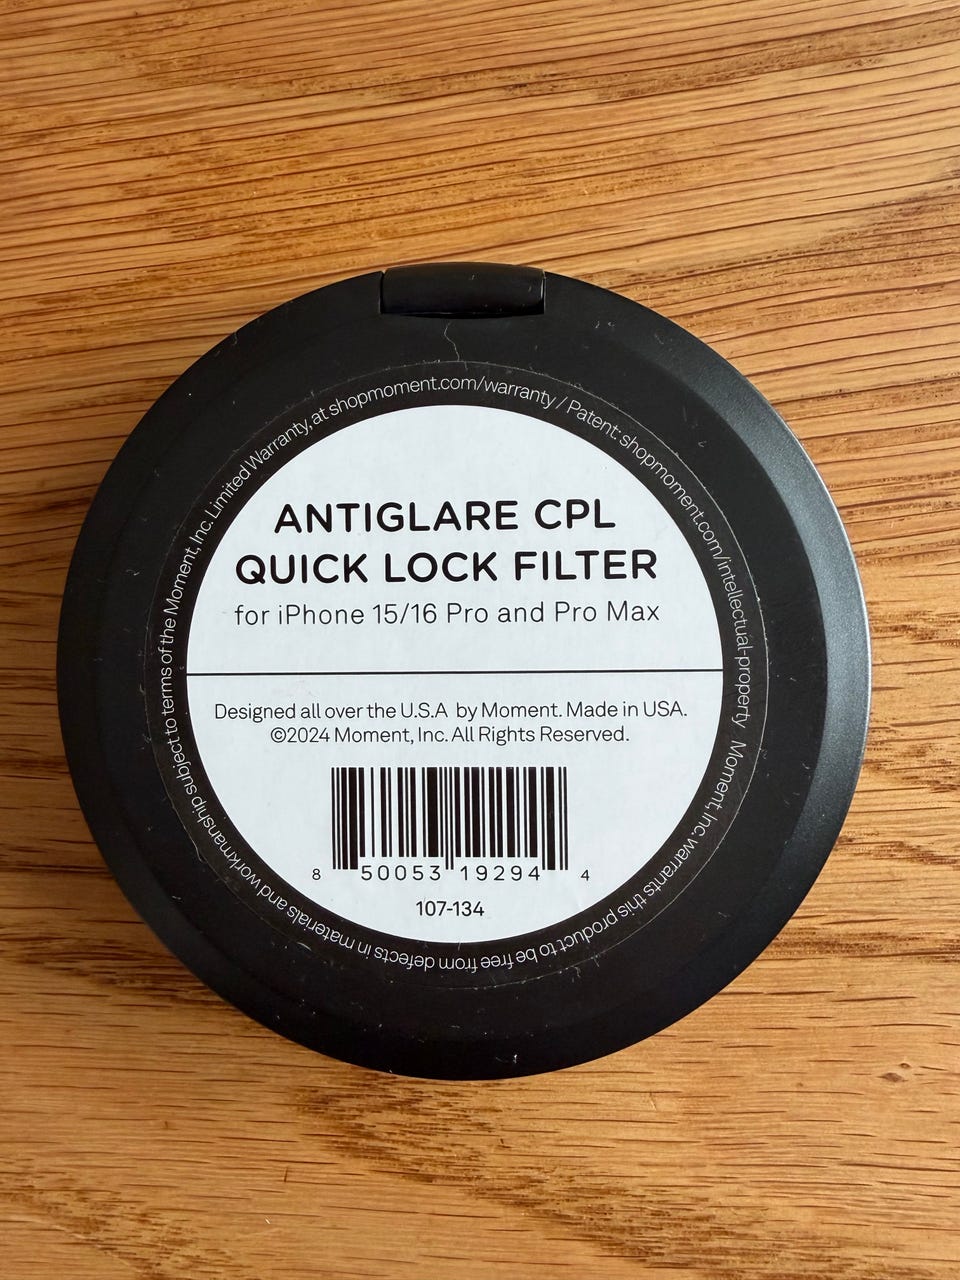 Moment, Inc. warrants this product to be free from defects in materials and workmanship subject to terms of the Moment, Inc. Limited Warranty, at shopmoment.com/warranty / Patent: shopmoment.com/intellectual-property
ANTIGLARE CPL
QUICK LOCK FILTER
for iPhone 15/16 Pro and Pro Max
Designed all over the U.S.A by Moment. Made in USA.
©2024 Moment, Inc. All Rights Reserved.
8 50053 19294 4
107-134